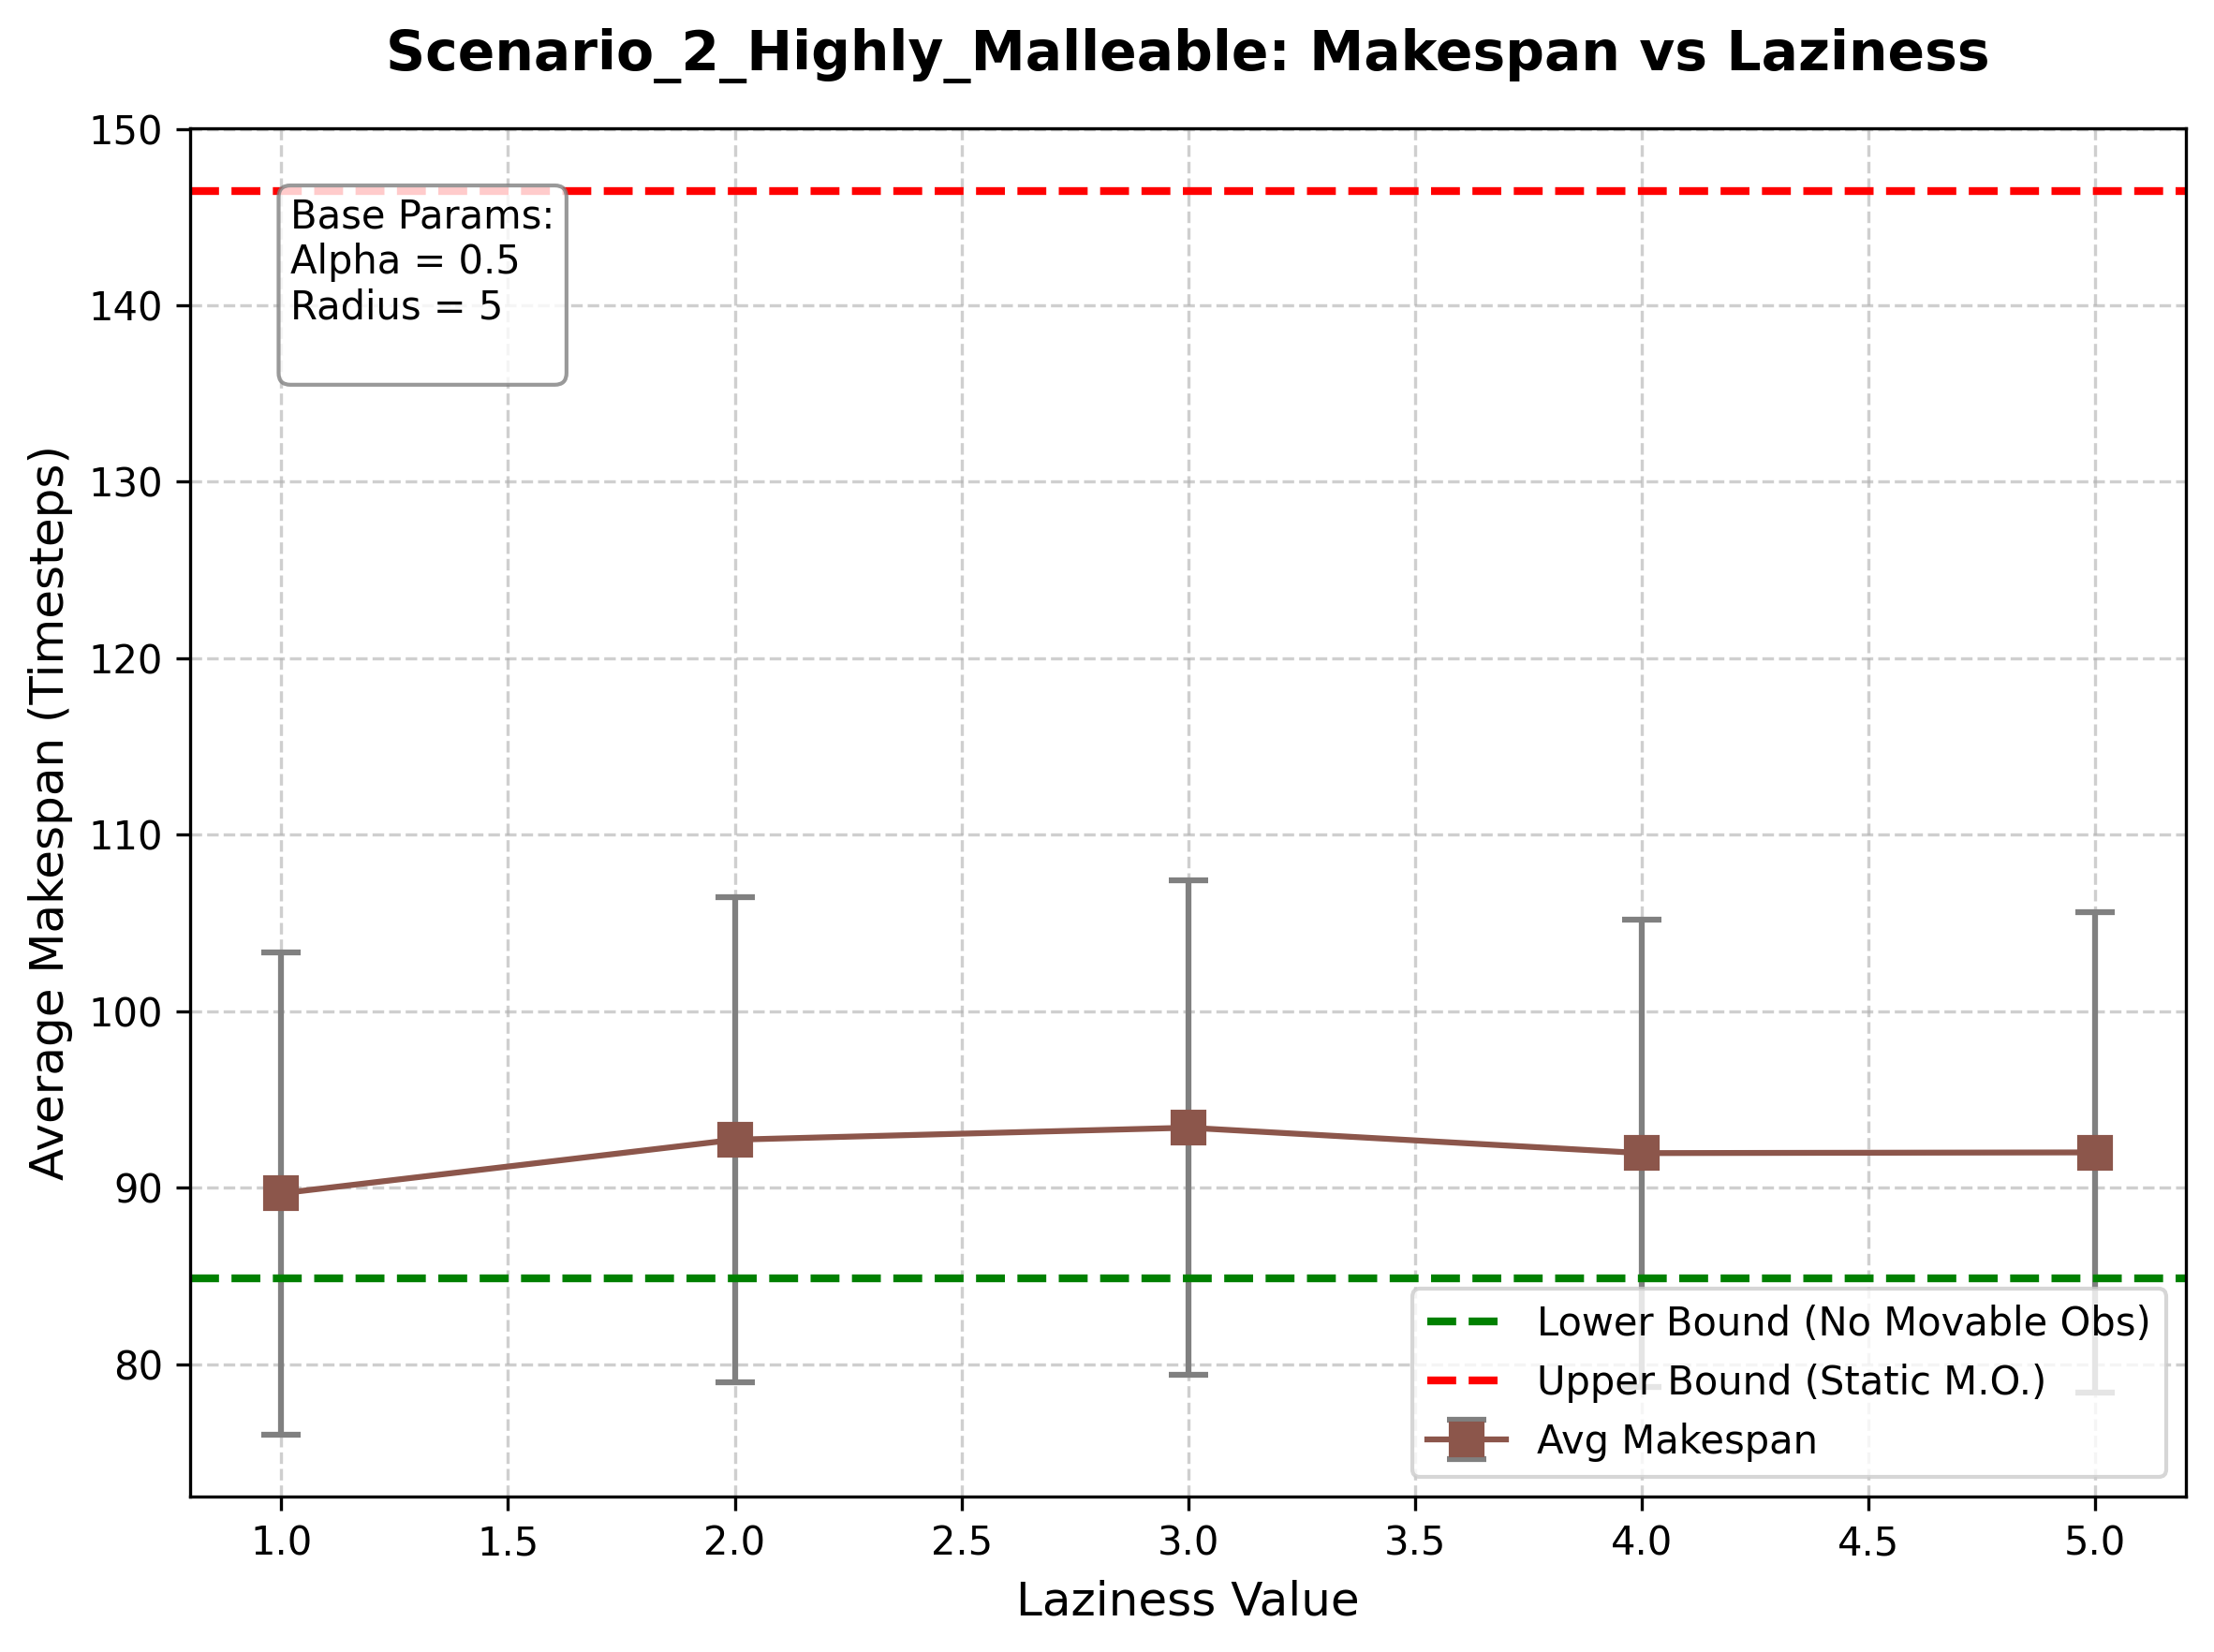 Scenario_2_Highly_Malleable: Makespan vs Laziness
Average Makespan (Timesteps)
150
140
130
120
110
100
90
80
Base Params:
Alpha = 0.5
Radius = 5
Lower Bound (No Movable Obs)
Upper Bound (Static M.O.)
Avg Makespan
1.0 1.5 2.0 2.5 3.0 3.5 4.0 4.5 5.0
Laziness Value